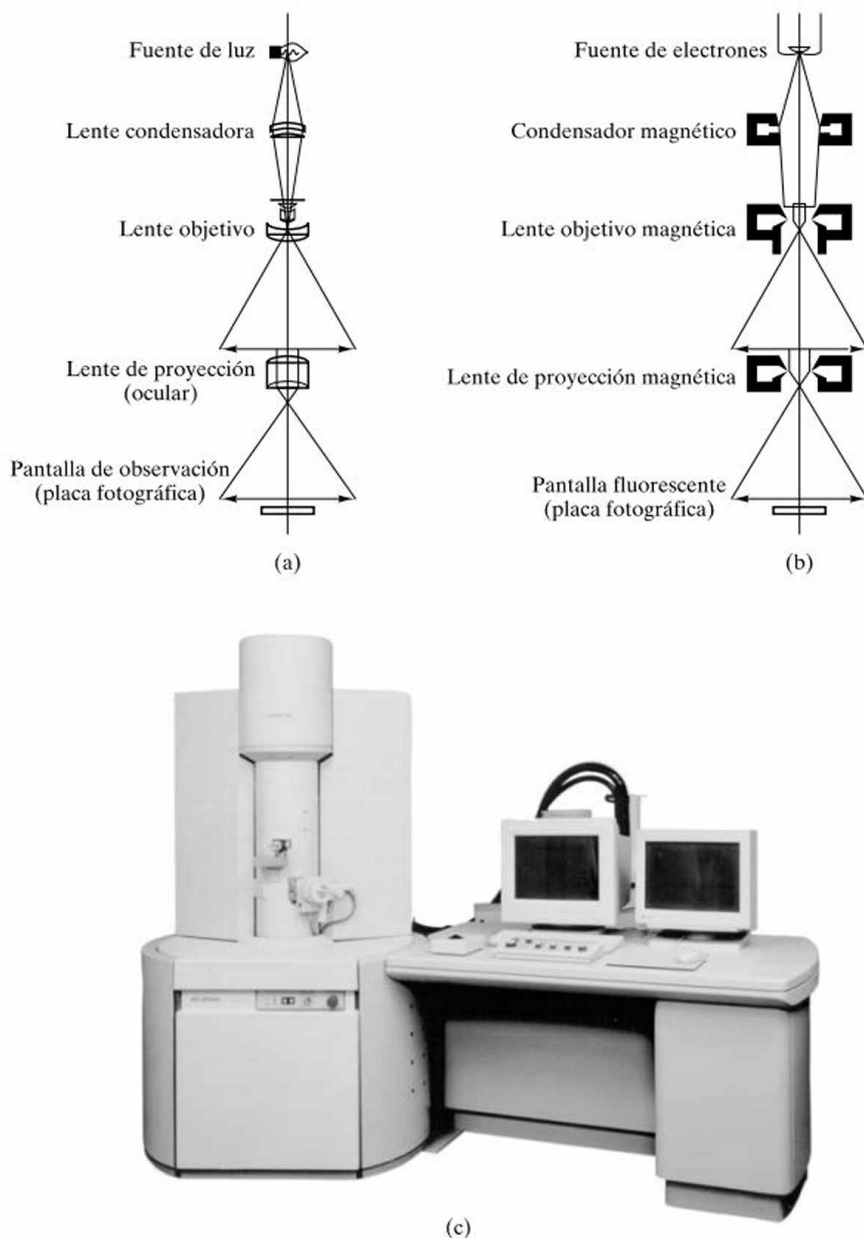 Fuente de luz
Lente condensadora
Lente objetivo
Lente de proyección
(ocular)
Pantalla de observación
(placa fotográfica)
(a)
Fuente de electrones
Condensador magnético
Lente objetivo magnética
Lente de proyección magnética
Pantalla fluorescente
(placa fotográfica)
(b)
(c)